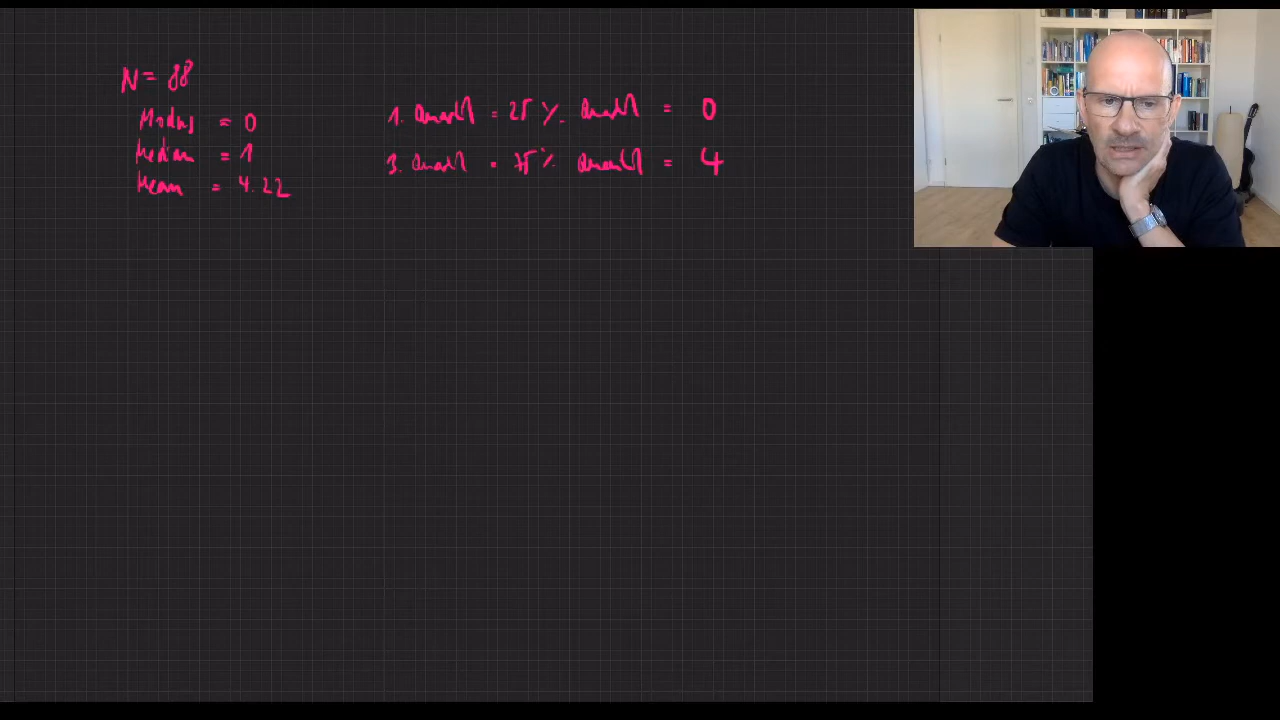 N = 88
Modus = 0
Median = 1
Mean = 4.22
1. Quartil = 25 %. Quantil = 0
3. Quartil = 75 %. Quantil = 4